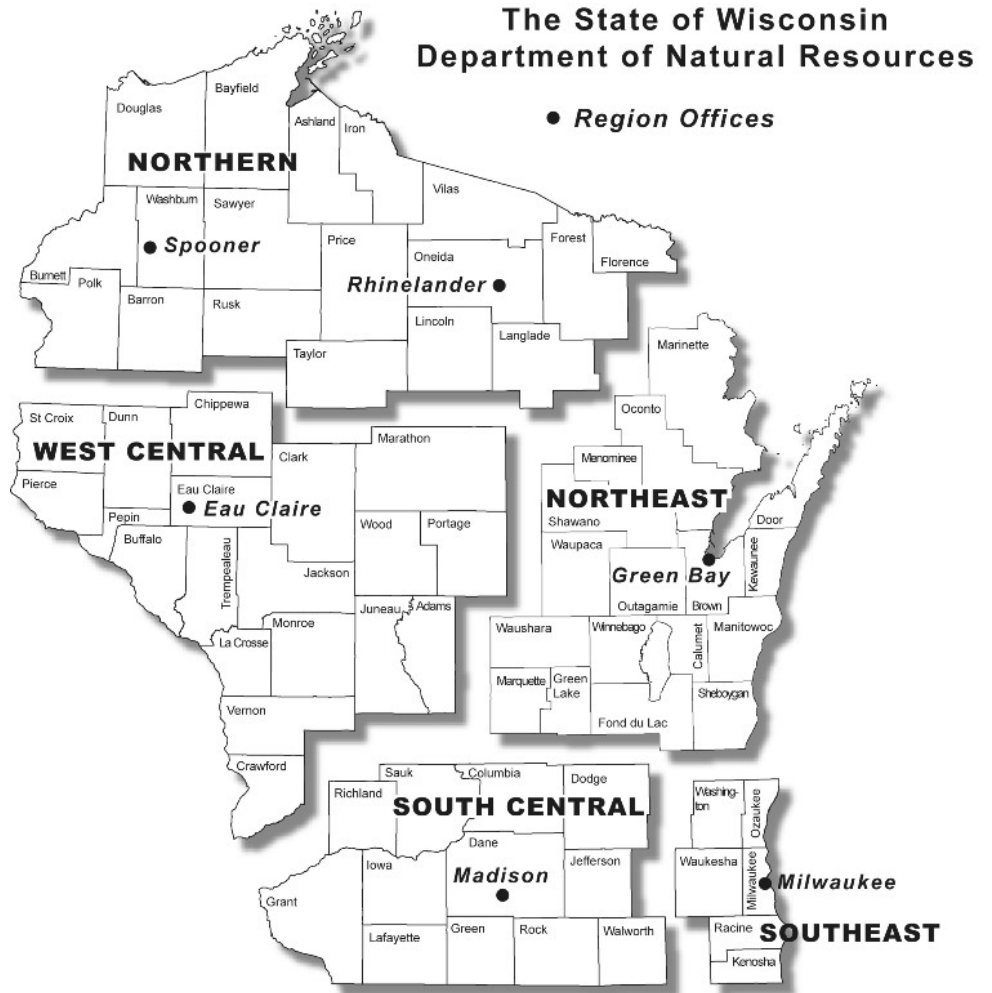 The State of Wisconsin
Department of Natural Resources
Region Offices
Bayfield
Douglas
Ashland
Iron
NORTHERN
Vilas
Washburn
Sawyer
Spooner
Price
Forest
Oneida
Florence
Burnett
Polk
Rhinelander
Barron
Rusk
Lincoln
Langlade
Taylor
Marinette
Chippewa
St Croix
Dunn
Oconto
WEST CENTRAL
Clark
Marathon
Menominee
Pierce
Eau Claire
NORTHEAST
Eau Claire
Pepin
Wood
Portage
Shawano
Door
Buffalo
Trempealeau
Waupaca
Kewaunee
Jackson
Green Bay
Juneau
Adams
Outagamie
Brown
Monroe
La Crosse
Waushara
Winnebago
Calumet
Manitowoc
Marquette
Green
Lake
Sheboygan
Vernon
Fond du Lac
Crawford
Sauk
Columbia
Dodge
Richland
Washing-
ton
Ozaukee
SOUTH CENTRAL
Dane
Iowa
Jefferson
Waukesha
Madison
Milwaukee
Milwaukee
Grant
Lafayette
Green
Rock
Walworth
Racine
SOUTHEAST
Kenosha